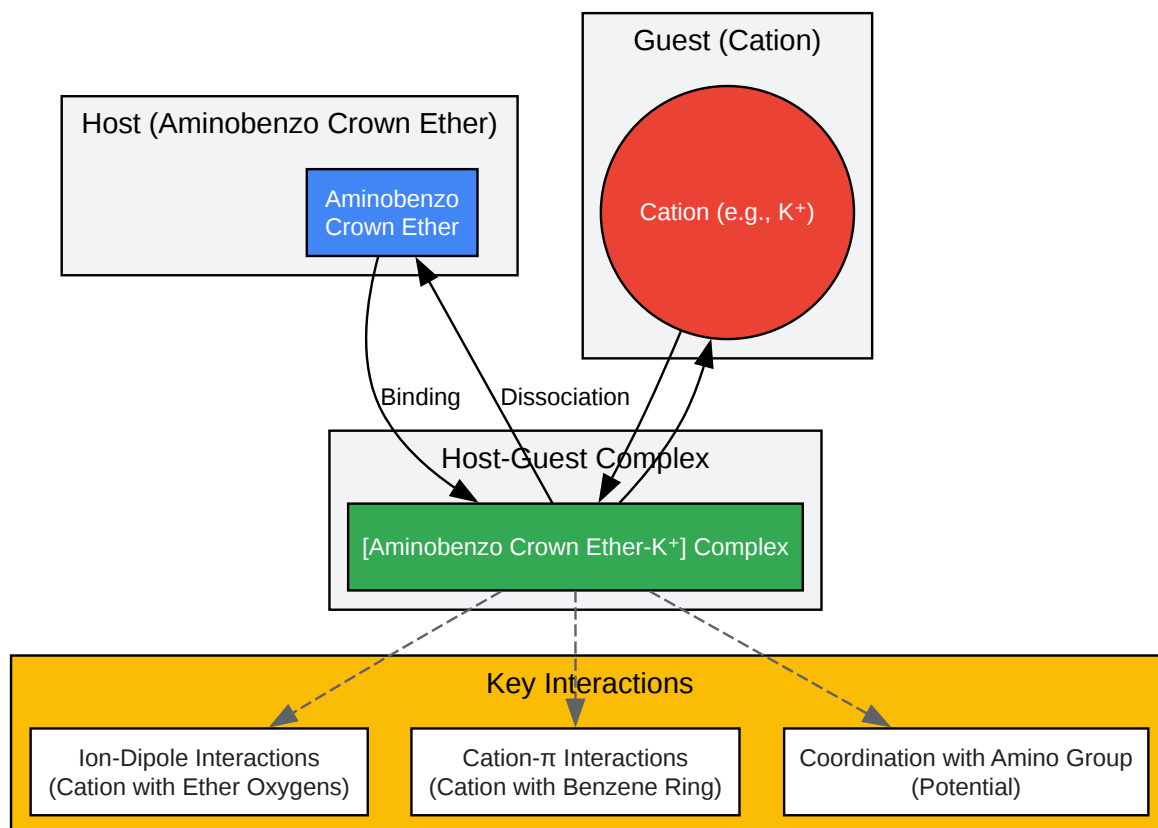 Guest (Cation)
Host (Aminobenzo Crown Ether)
Aminobenzo
Crown Ether
Cation (e.g., K⁺)
Binding
Dissociation
Host-Guest Complex
[Aminobenzo Crown Ether-K⁺] Complex
Key Interactions
Ion-Dipole Interactions
(Cation with Ether Oxygens)
Cation-π Interactions
(Cation with Benzene Ring)
Coordination with Amino Group
(Potential)